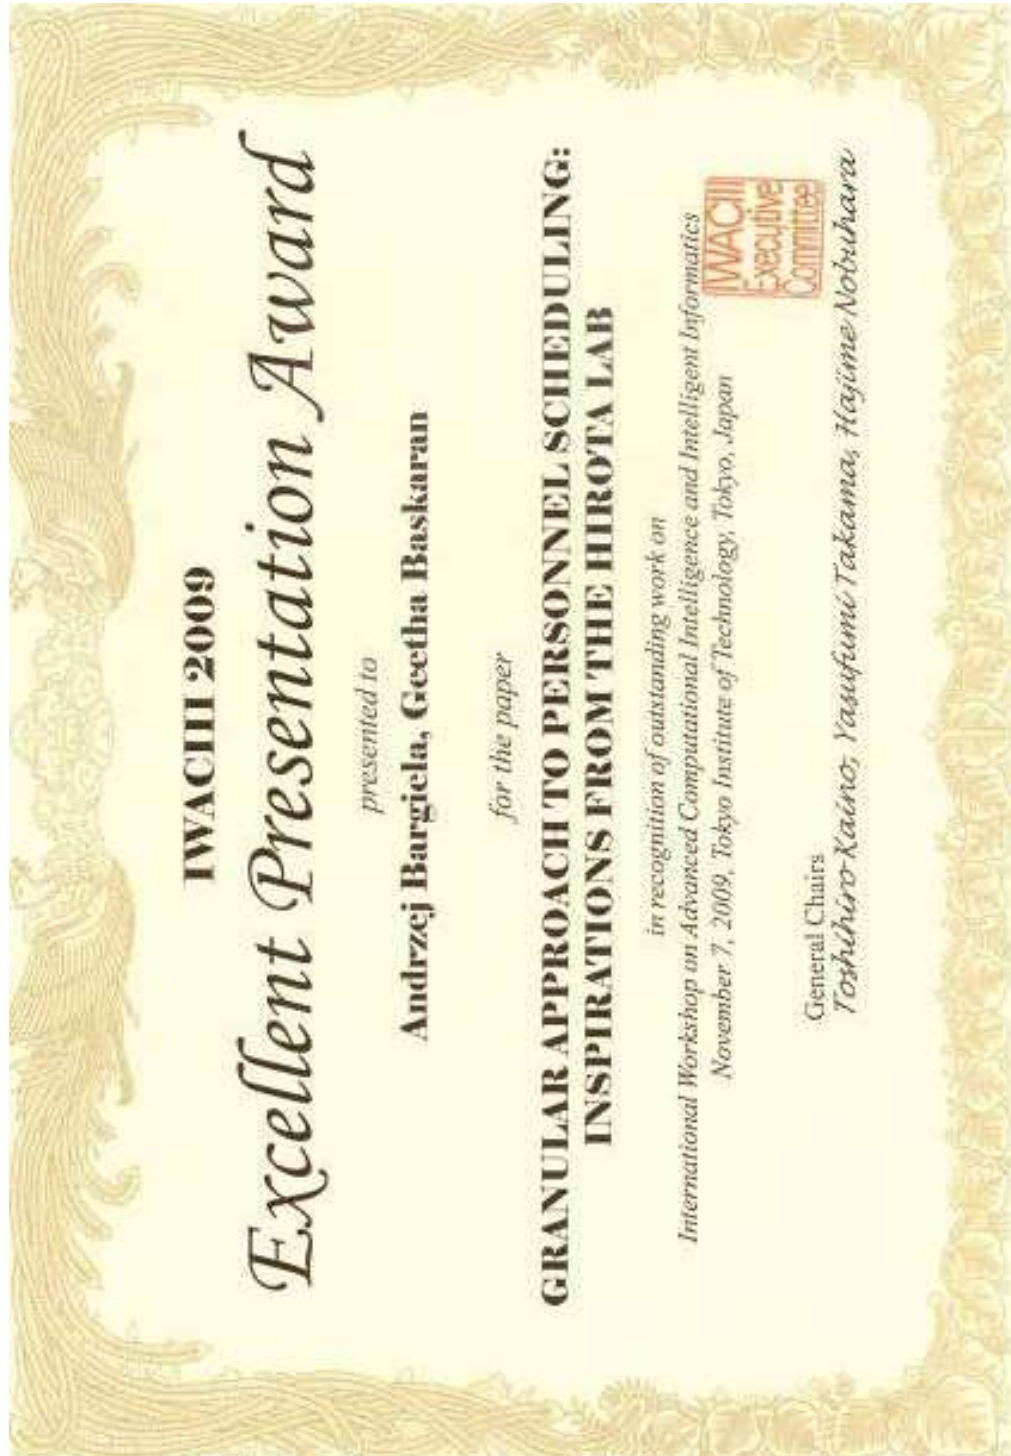 IWACIII 2009
Excellent Presentation Award
presented to
Andrzej Bargiela, Geetha Baskaran
for the paper
GRANULAR APPROACH TO PERSONNEL SCHEDULING:
INSPIRATIONS FROM THE HIROTA LAB
in recognition of outstanding work on
International Workshop on Advanced Computational Intelligence and Intelligent Informatics
November 7, 2009, Tokyo Institute of Technology, Tokyo, Japan
IWACIII
Executive
Committee
General Chairs
Toshihiro Kaino, Yasufumi Takama, Hajime Nobuhara